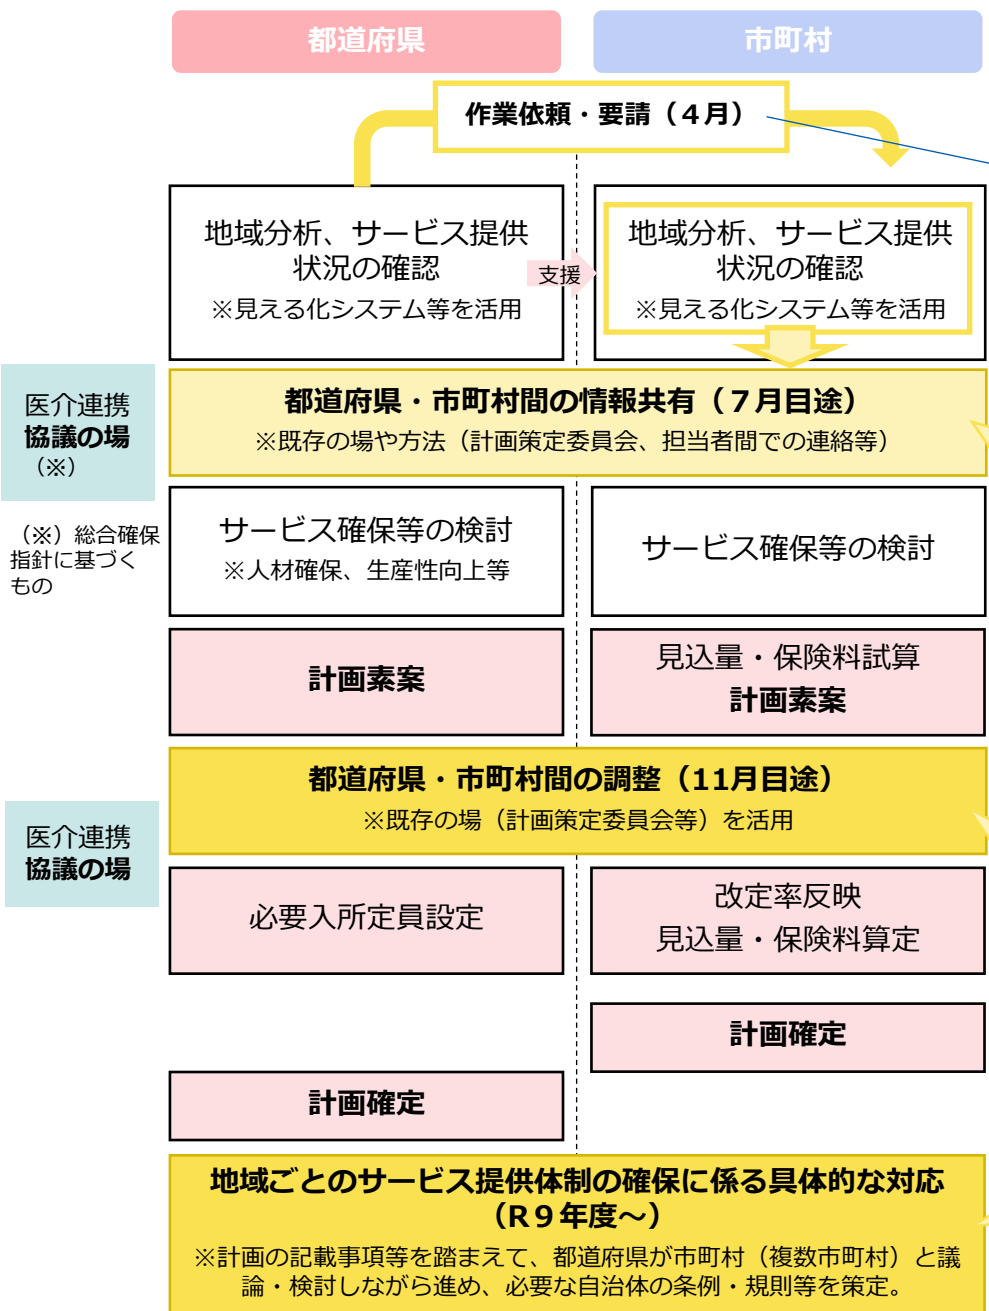 都道府県
市町村
作業依頼・要請（４月）
地域分析、サービス提供
状況の確認
※見える化システム等を活用
支援
地域分析、サービス提供
状況の確認
※見える化システム等を活用
医介連携
協議の場
（※）
都道府県・市町村間の情報共有（７月目途）
※既存の場や方法（計画策定委員会、担当者間での連絡等）
（※）総合確保
指針に基づく
もの
サービス確保等の検討
※人材確保、生産性向上等
サービス確保等の検討
計画素案
見込量・保険料試算
計画素案
医介連携
協議の場
都道府県・市町村間の調整（11月目途）
※既存の場（計画策定委員会等）を活用
必要入所定員設定
改定率反映
見込量・保険料算定
計画確定
計画確定
地域ごとのサービス提供体制の確保に係る具体的な対応
（R９年度～）
※計画の記載事項等を踏まえて、都道府県が市町村（複数市町村）と議
論・検討しながら進め、必要な自治体の条例・規則等を策定。